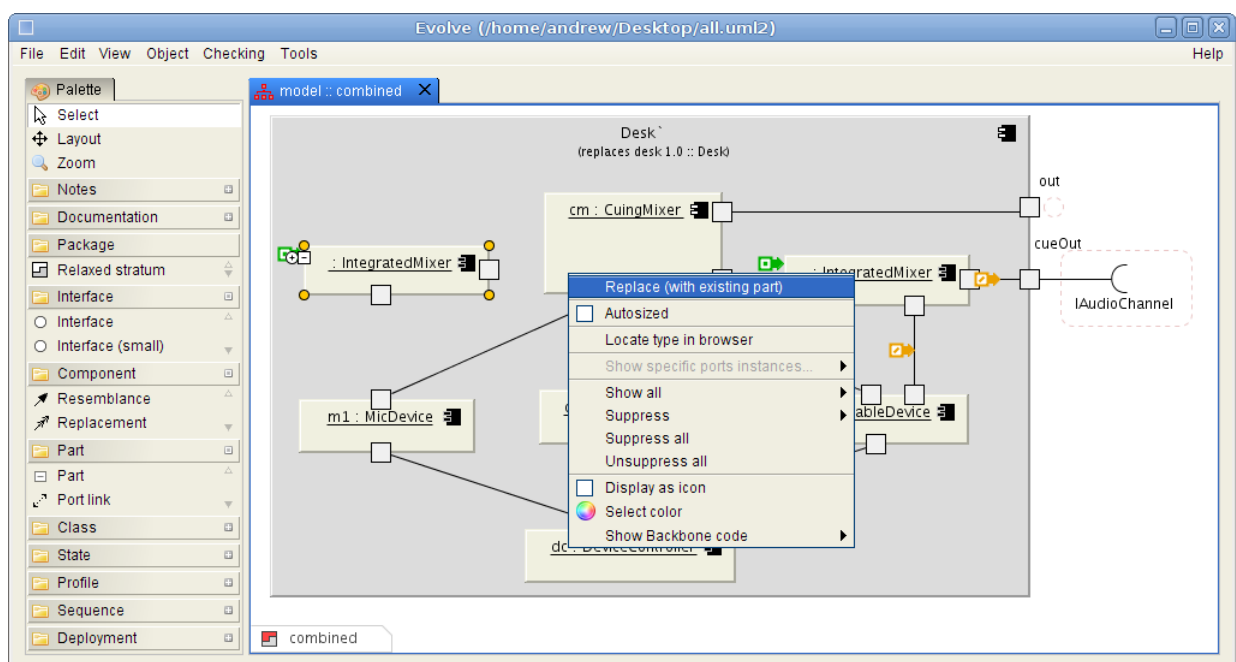 Evolve (/home/andrew/Desktop/all.uml2)
File Edit View Object Checking Tools Help
Palette
Select
Layout
Zoom
Notes
Documentation
Package
Relaxed stratum
Interface
Interface
Interface (small)
Component
Resemblance
Replacement
Part
Part
Port link
Class
State
Profile
Sequence
Deployment
model :: combined
Desk`
(replaces desk 1.0 :: Desk)
out
cm : CuingMixer
cueOut
: IntegratedMixer
: IntegratedMixer
IAudioChannel
Replace (with existing part)
Autosized
Locate type in browser
Show specific ports instances...
Show all
Suppress
Suppress all
Unsuppress all
Display as icon
Select color
Show Backbone code
m1 : MicDevice
ableDevice
dc : DeviceController
combined